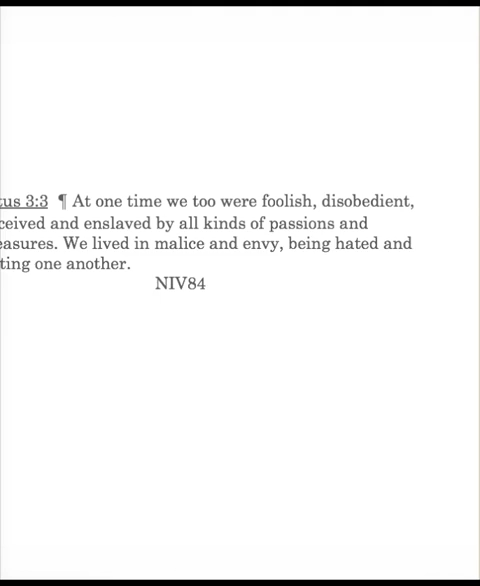 tus 3:3 ¶ At one time we too were foolish, disobedient,
ceived and enslaved by all kinds of passions and
easures. We lived in malice and envy, being hated and
ting one another.
NIV84